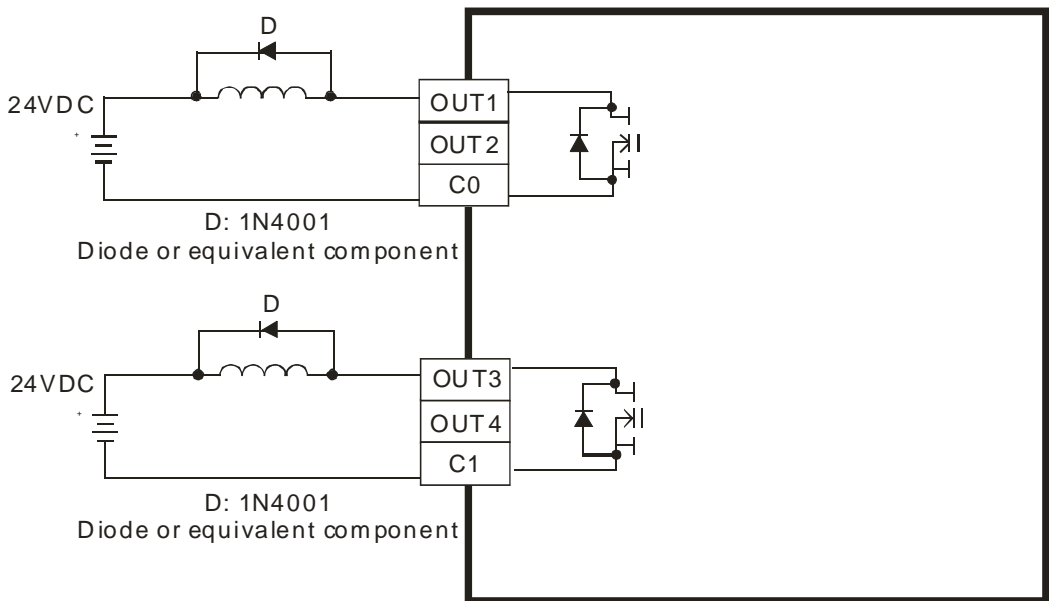 D
24VDC
+
OUT1
OUT2
C0
D: 1N4001
Diode or equivalent component
D
24VDC
+
OUT3
OUT4
C1
D: 1N4001
Diode or equivalent component